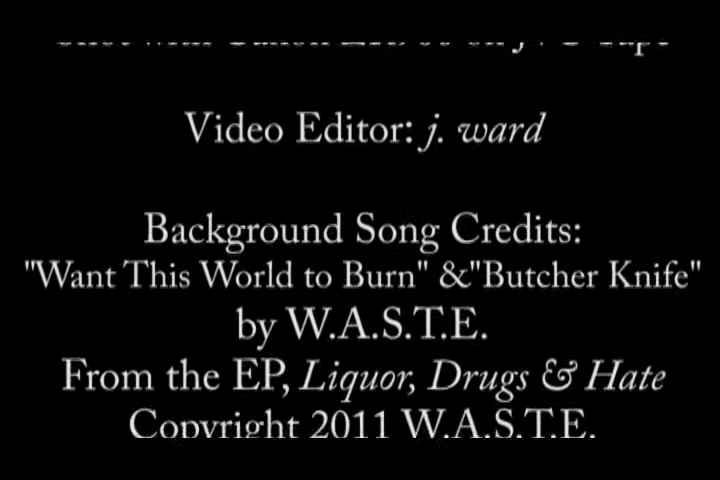 Video Editor: j. ward
Background Song Credits:
"Want This World to Burn" &"Butcher Knife"
by W.A.S.T.E.
From the EP, Liquor, Drugs & Hate
Copyright 2011 W.A.S.T.E.